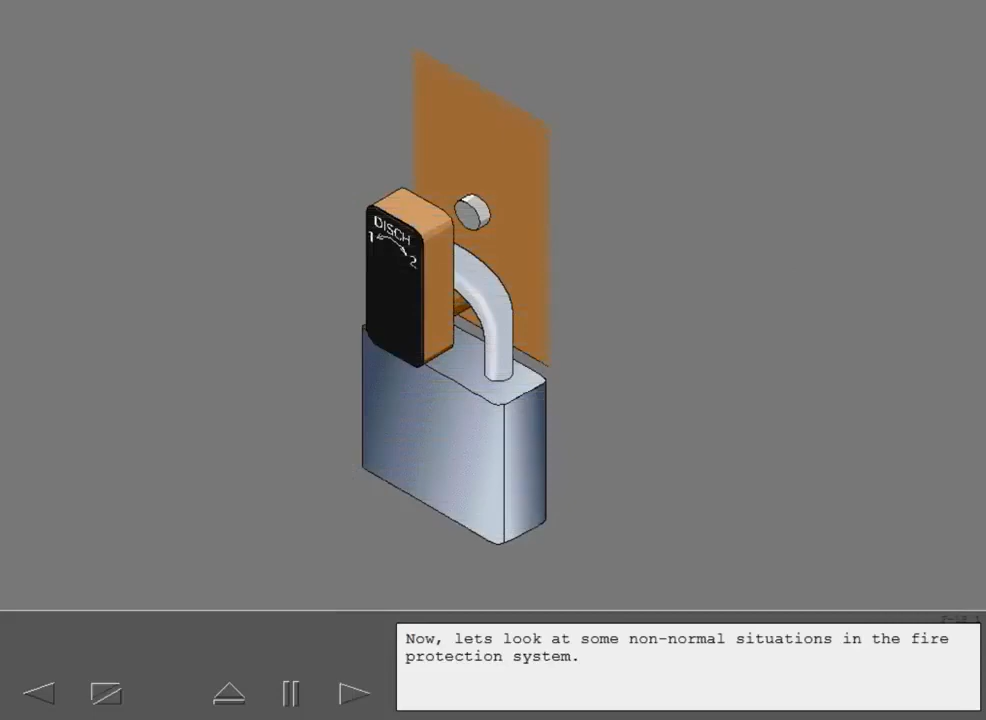 DISCH
1 2
Now, lets look at some non-normal situations in the fire
protection system.